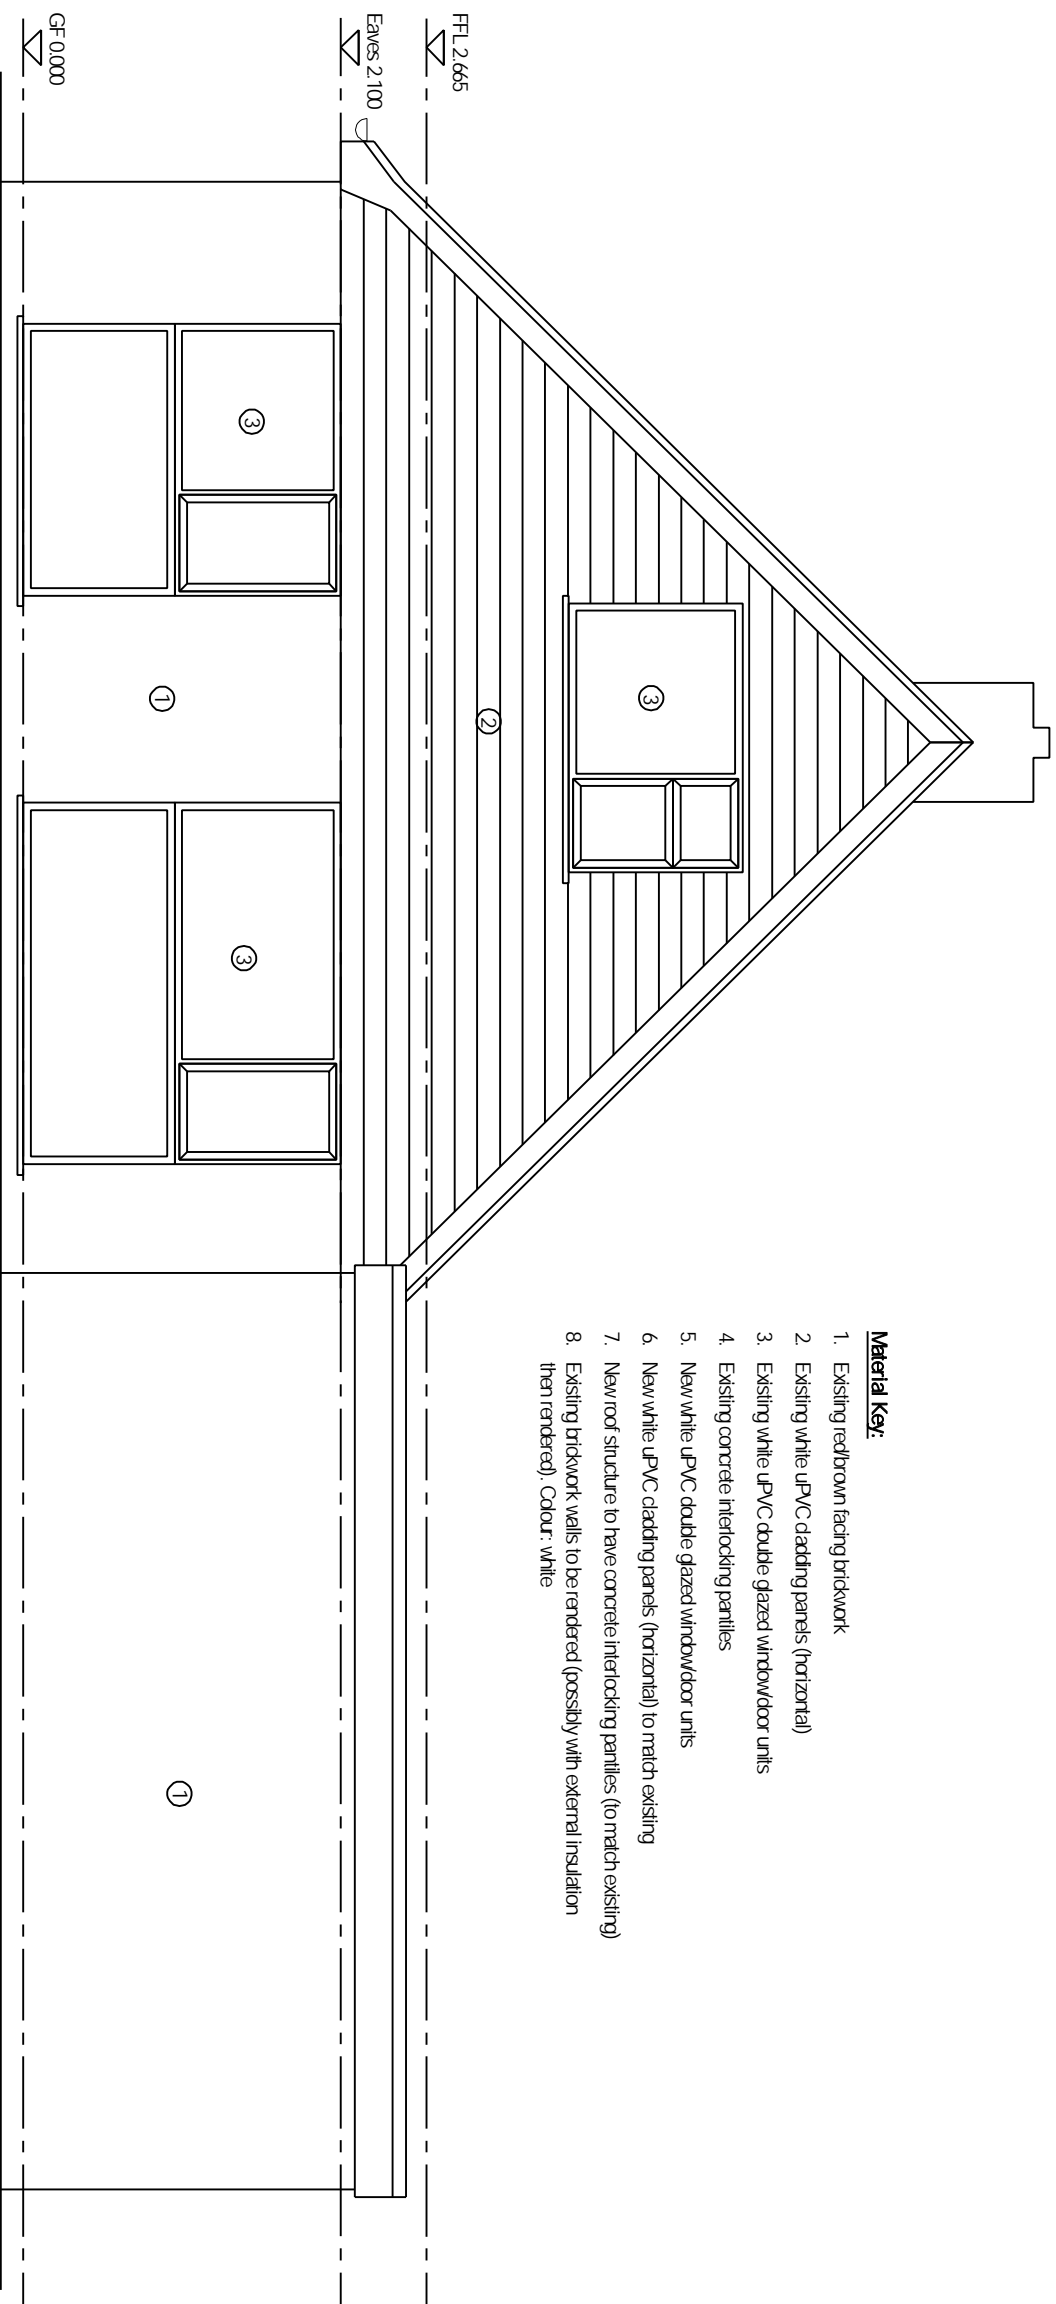 FFL 2.665
Eaves 2.100
GF 0.000
Material Key:
1. Existing red/brown facing brickwork
2. Existing white uPVC cladding panels (horizontal)
3. Existing white uPVC double glazed window/door units
4. Existing concrete interlocking pantiles
5. New white uPVC double glazed window/door units
6. New white uPVC cladding panels (horizontal) to match existing
7. New roof structure to have concrete interlocking pantiles (to match existing)
8. Existing brickwork walls to be rendered (possibly with external insulation
then rendered). Colour: white
3
2
3
1
3
1